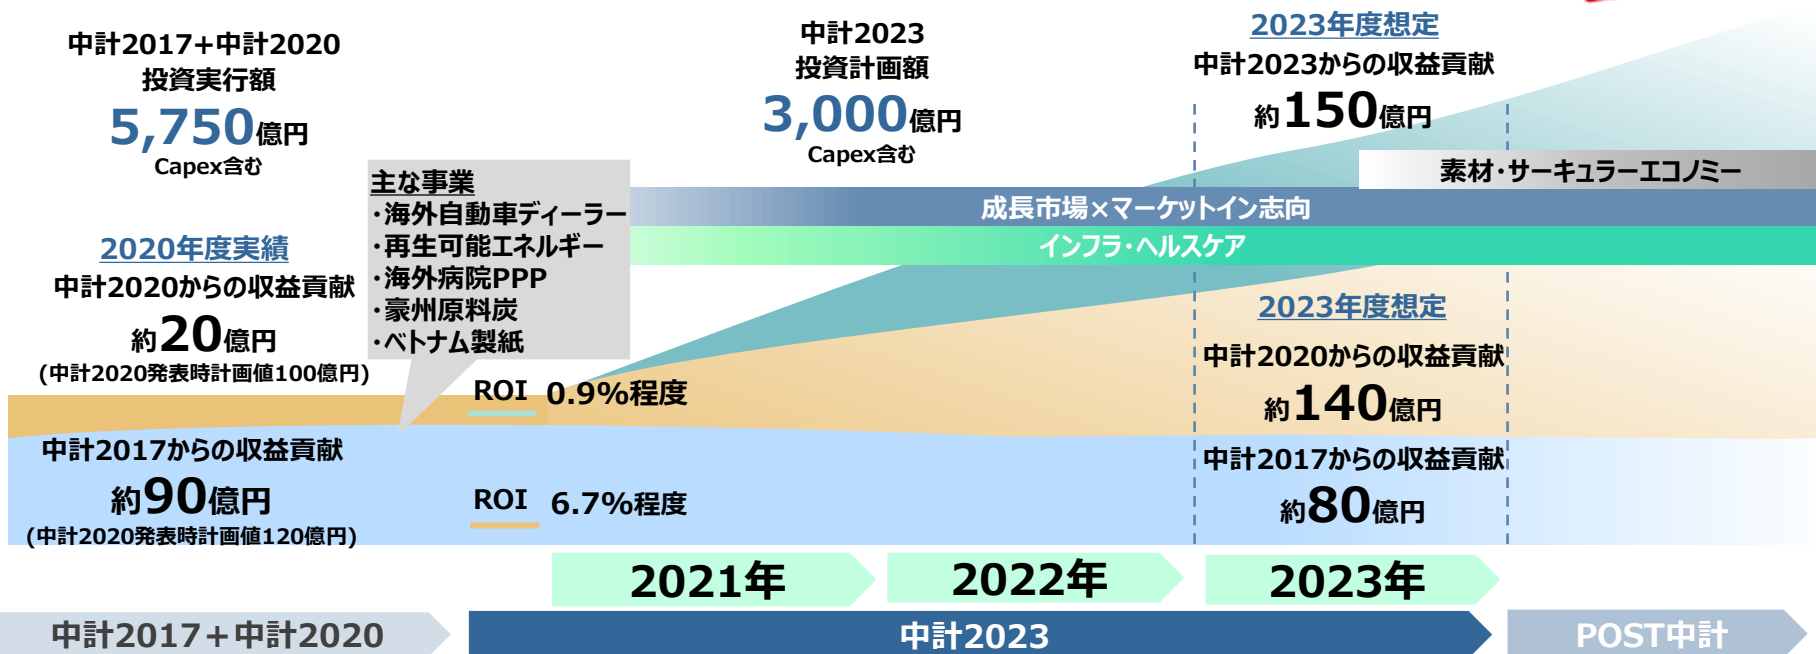 中計2017+中計2020
投資実行額
5,750億円
Capex含む
中計2023
投資計画額
3,000億円
Capex含む
2023年度想定
中計2023からの収益貢献
約150億円
素材・サーキュラーエコノミー
成長市場×マーケットイン志向
インフラ・ヘルスケア
主な事業
・海外自動車ディーラー
・再生可能エネルギー
・海外病院PPP
・豪州原料炭
・ベトナム製紙
2020年度実績
中計2020からの収益貢献
約20億円
(中計2020発表時計画値100億円)
ROI 0.9%程度
中計2017からの収益貢献
約90億円
(中計2020発表時計画値120億円)
ROI 6.7%程度
2023年度想定
中計2020からの収益貢献
約140億円
中計2017からの収益貢献
約80億円
2021年
2022年
2023年
中計2017+中計2020
中計2023
POST中計